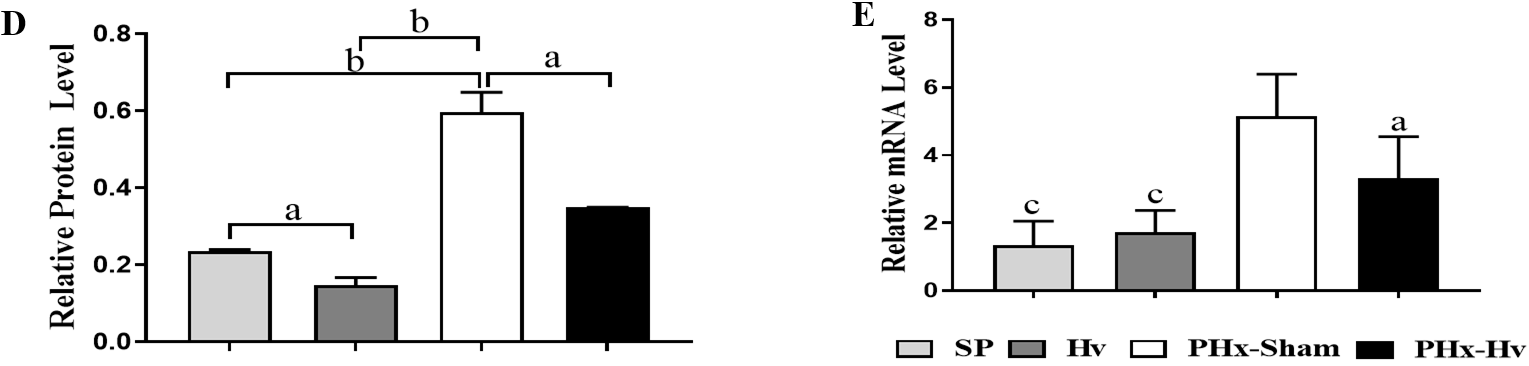 D
Relative Protein Level
0.8
0.6
0.4
0.2
0.0
a
b
b
a
E
Relative mRNA Level
8
6
4
2
0
c
c
a
SP Hv PHx-Sham PHx-Hv